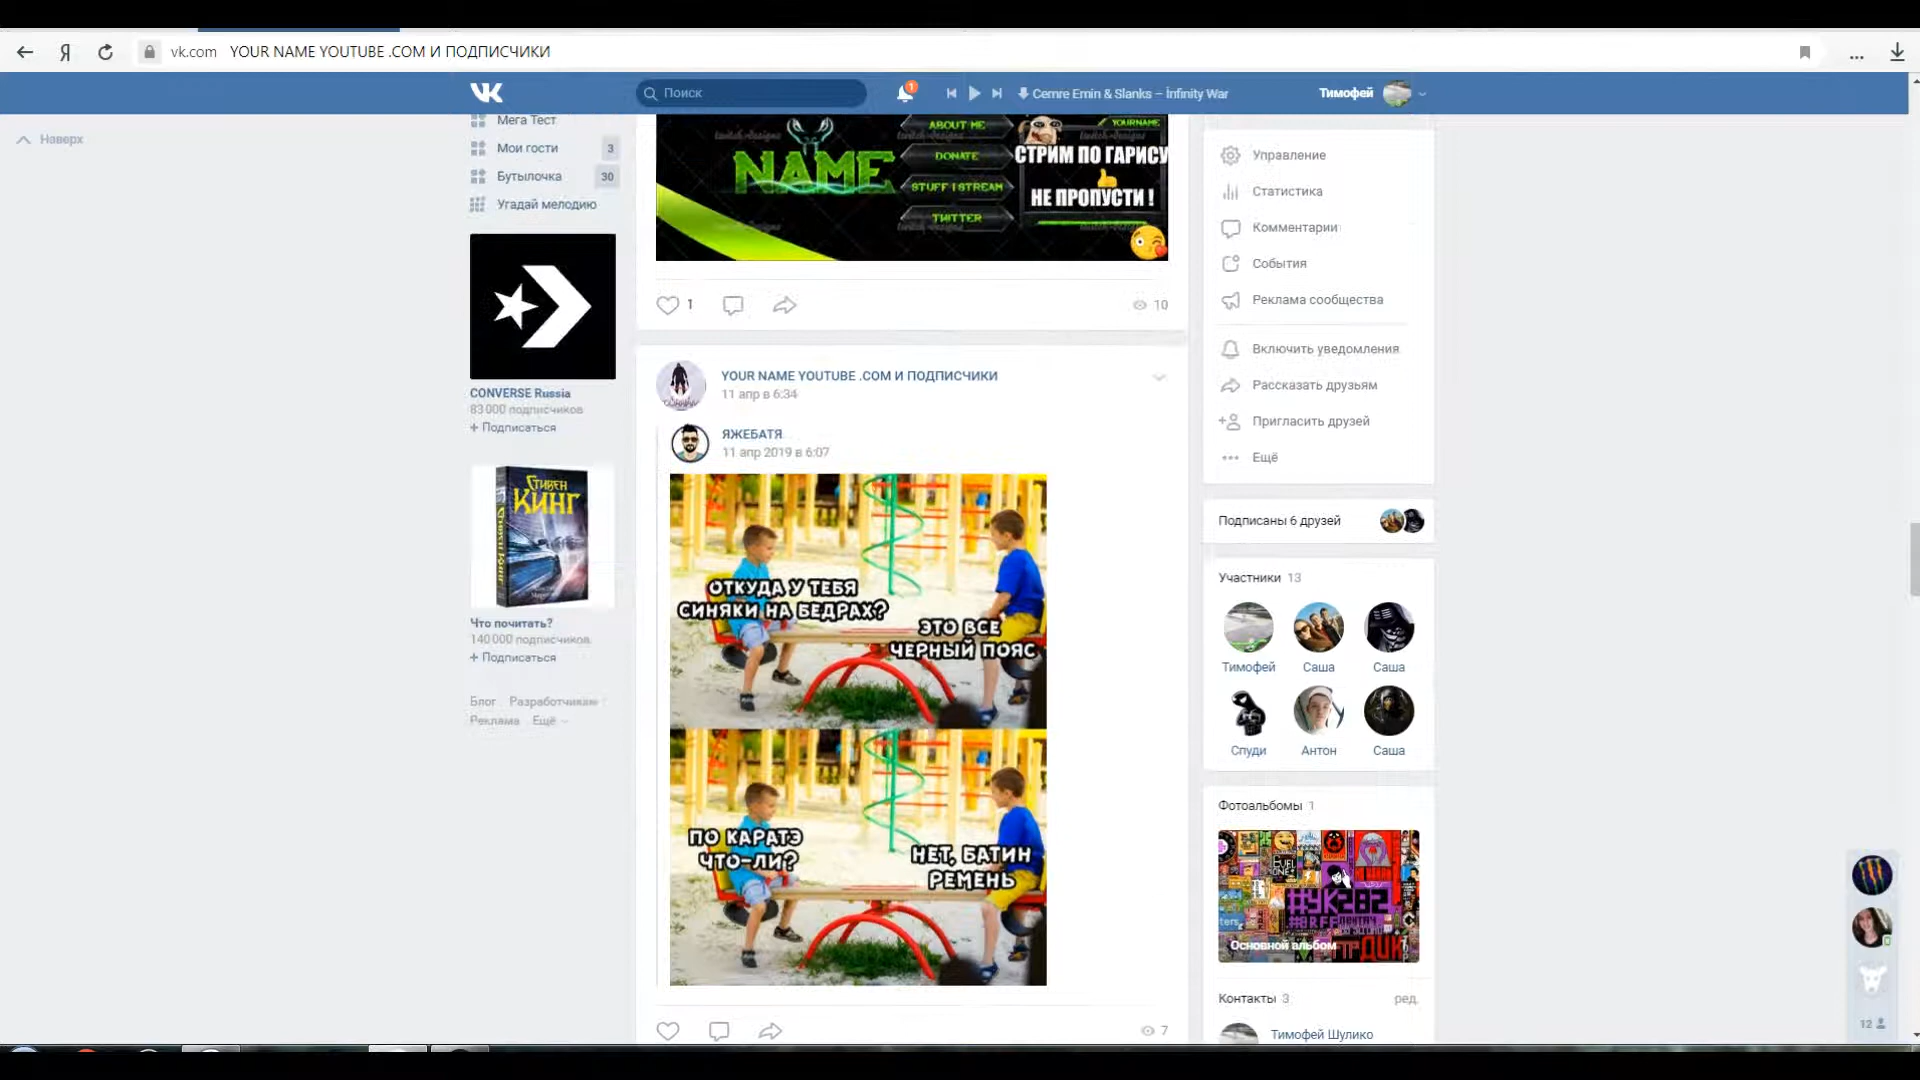 Я
vk.com YOUR NAME YOUTUBE .COM И ПОДПИСЧИКИ
Поиск
1
Cemre Emin & Slanks – İnfinity War
Тимофей
Наверх
Мега Тест
Мои гости 3
Бутылочка 30
Угадай мелодию
CONVERSE Russia
83 000 подписчиков
+ Подписаться
СТИВЕН
КИНГ
Что почитать?
140 000 подписчиков
+ Подписаться
Блог Разработчикам
Реклама Ещё
NAME
ABOUT ME
DONATE
STUFF I STREAM
TWITTER
YOURNAME
СТРИМ ПО ГАРИСУ
НЕ ПРОПУСТИ !
1
10
YOUR NAME YOUTUBE .COM И ПОДПИСЧИКИ
11 апр в 6:34
ЯЖЕБАТЯ
11 апр 2019 в 6:07
ОТКУДА У ТЕБЯ
СИНЯКИ НА БЕДРАХ?
ЭТО ВСЕ
ЧЕРНЫЙ ПОЯС
ПО КАРАТЭ
ЧТО-ЛИ?
НЕТ, БАТИН
РЕМЕНЬ
7
Управление
Статистика
Комментарии
События
Реклама сообщества
Включить уведомления
Рассказать друзьям
Пригласить друзей
Ещё
Подписаны 6 друзей
Участники 13
Тимофей Саша Саша
Спуди Антон Саша
Фотоальбомы 1
#УК282
Основной альбом
Контакты 3 ред.
Тимофей Шулико
12